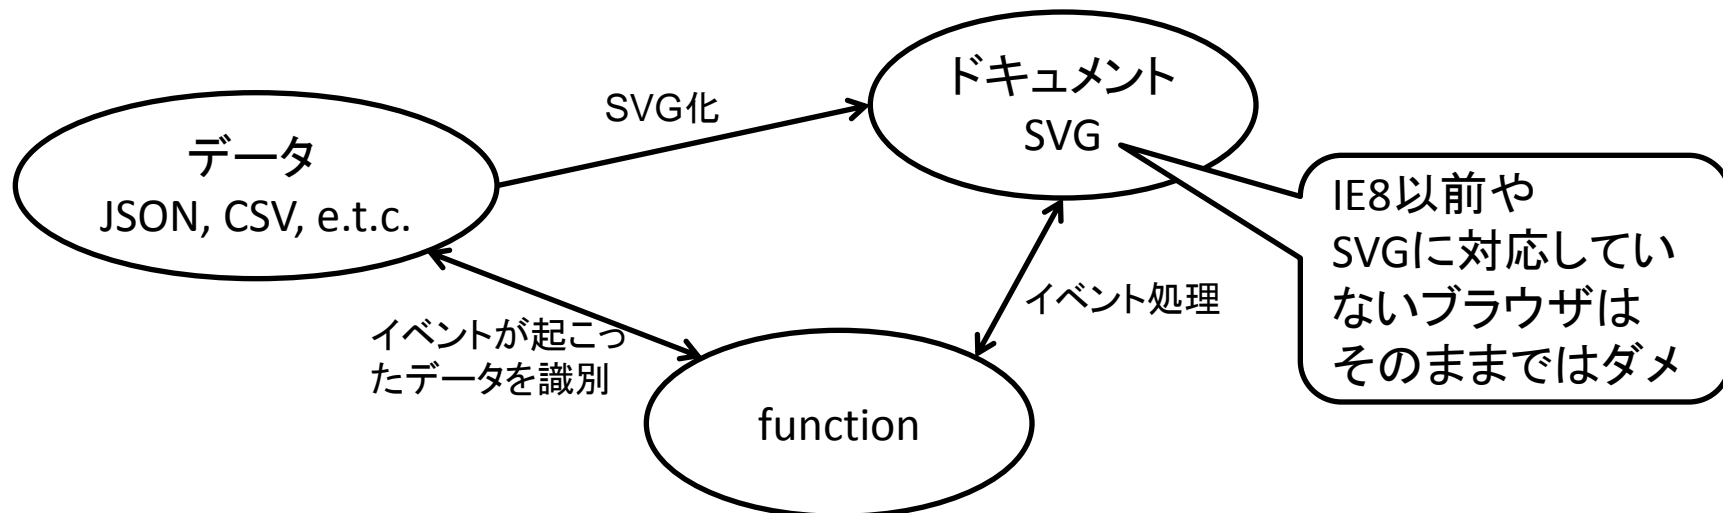 ドキュメント
SVG
SVG化
データ
JSON, CSV, e.t.c.
IE8以前や
SVGに対応してい
ないブラウザは
そのままではダメ
イベント処理
イベントが起こっ
たデータを識別
function